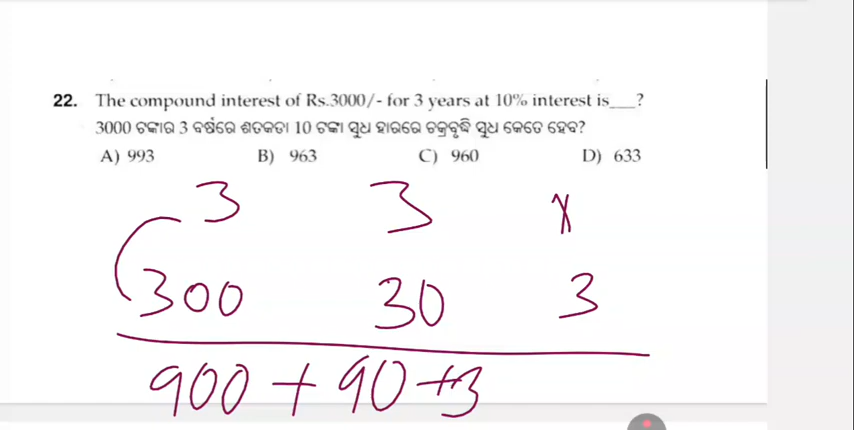 22. The compound interest of Rs.3000/- for 3 years at 10% interest is___?
3000 ଟଙ୍କାର 3 ବର୍ଷରେ ଶତକଡା 10 ଟଙ୍କା ସୁଧ ହାରରେ ଚକ୍ରବୃଦ୍ଧି ସୁଧ କେତେ ହେବ?
A) 993 B) 963 C) 960 D) 633
3 3 X
300 30 3
900 + 90 + 3